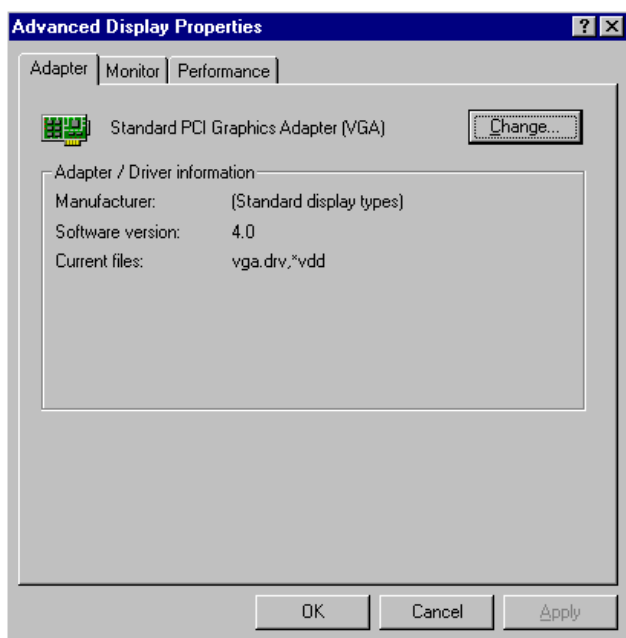 Advanced Display Properties
Adapter Monitor Performance
Standard PCI Graphics Adapter (VGA) Change...
Adapter / Driver information
Manufacturer: (Standard display types)
Software version: 4.0
Current files: vga.drv,*vdd
OK Cancel Apply